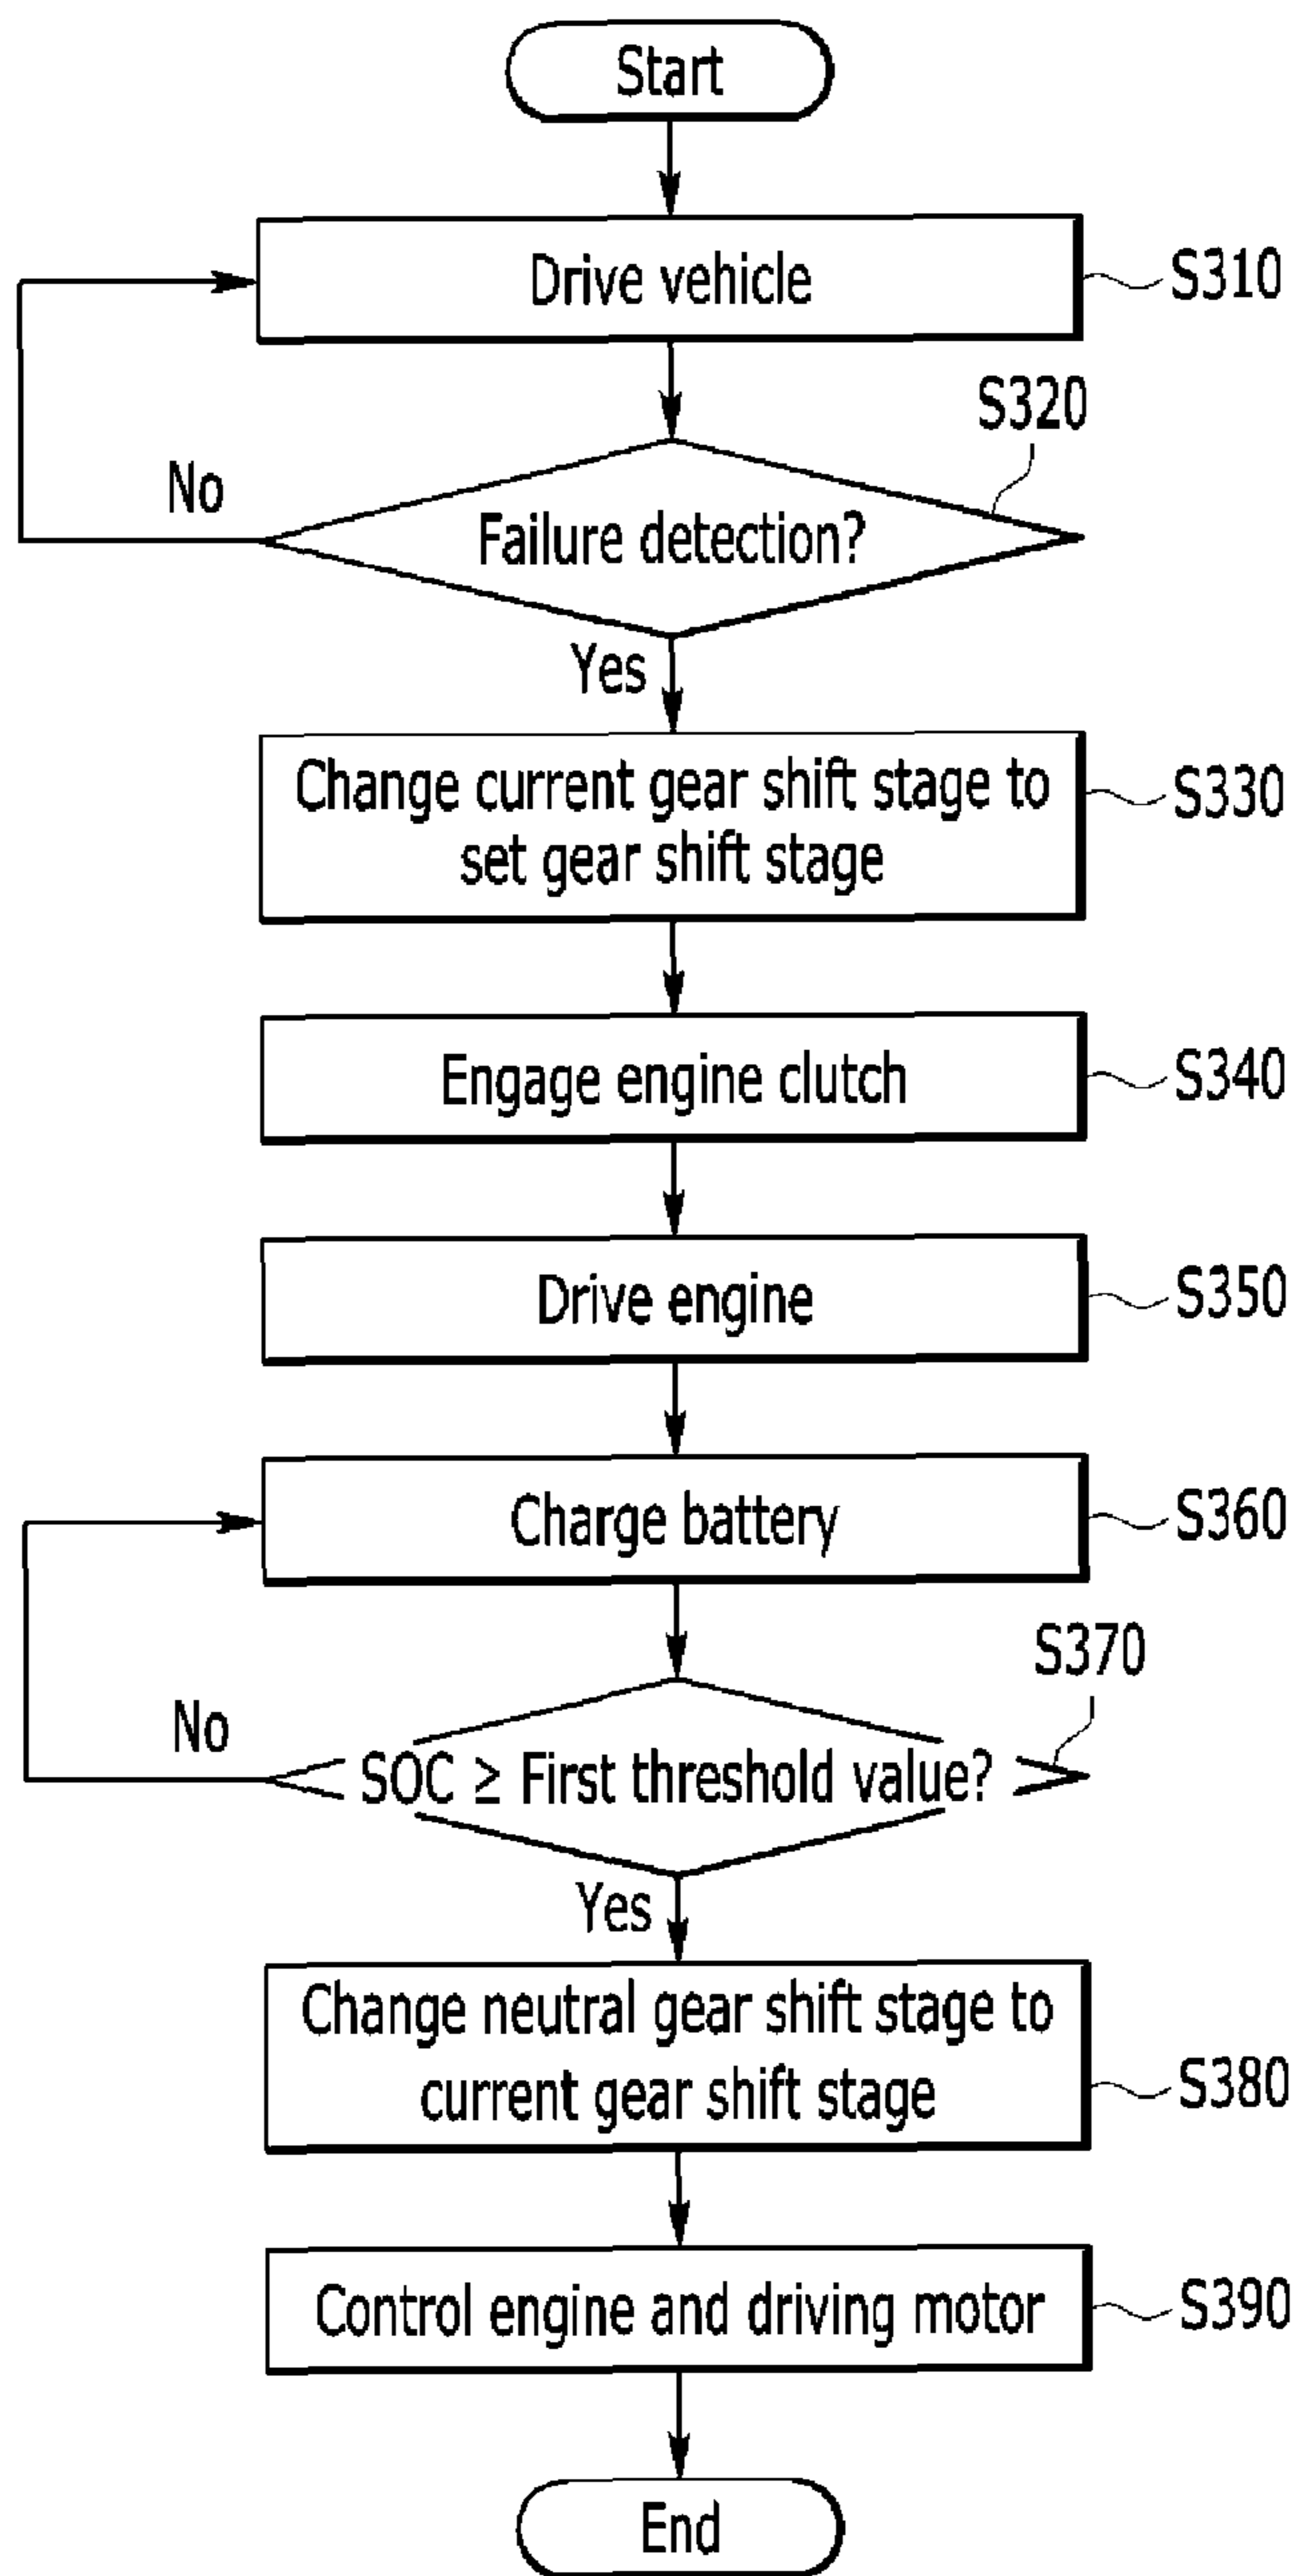 Start
Drive vehicle
S310
S320
No
Failure detection?
Yes
Change current gear shift stage to
set gear shift stage
S330
Engage engine clutch
S340
Drive engine
S350
Charge battery
S360
S370
No
SOC ≥ First threshold value?
Yes
Change neutral gear shift stage to
current gear shift stage
S380
Control engine and driving motor
S390
End